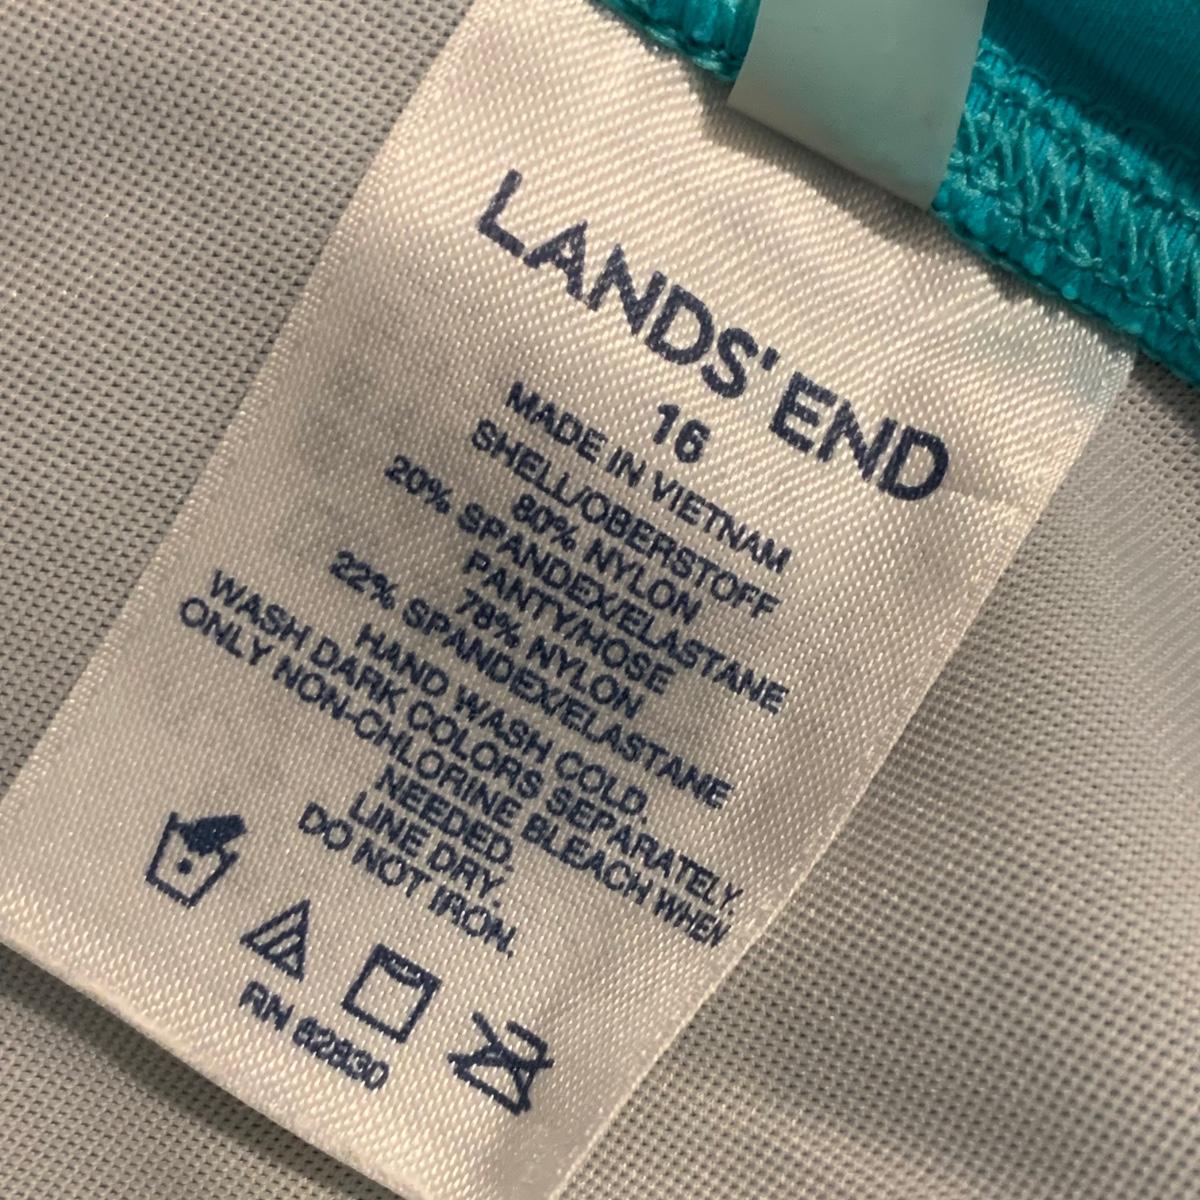 LANDS' END
16
MADE IN VIETNAM
SHELL/OBERSTOFF
80% NYLON
20% SPANDEX/ELASTANE
PANTY/HOSE
78% NYLON
22% SPANDEX/ELASTANE
HAND WASH COLD.
WASH DARK COLORS SEPARATELY.
ONLY NON-CHLORINE BLEACH WHEN
NEEDED.
LINE DRY.
DO NOT IRON.
RN 62830